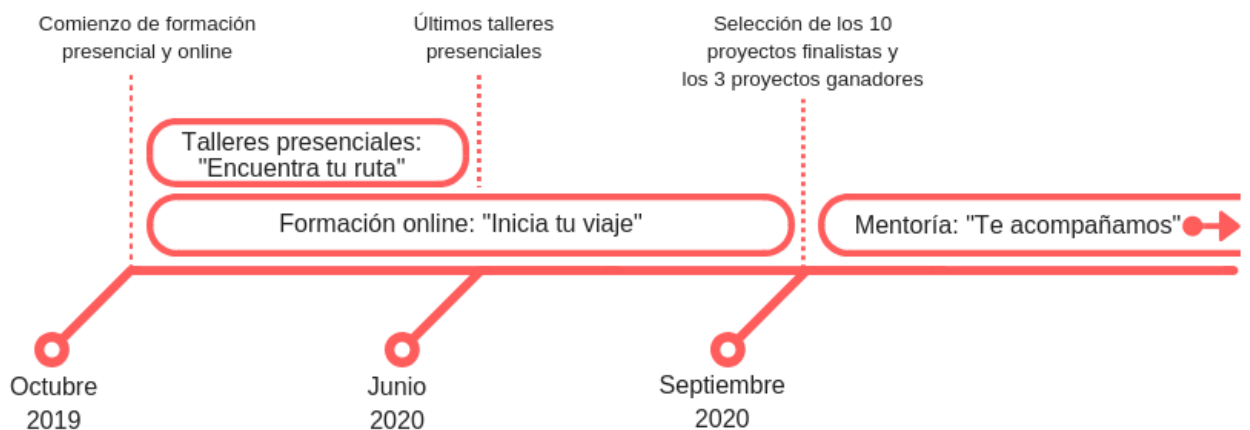 Comienzo de formación
presencial y online
Últimos talleres
presenciales
Selección de los 10
proyectos finalistas y
los 3 proyectos ganadores
Talleres presenciales:
"Encuentra tu ruta"
Formación online: "Inicia tu viaje"
Mentoría: "Te acompañamos"
Octubre
2019
Junio
2020
Septiembre
2020